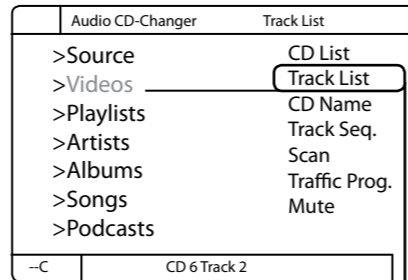 Audio CD-Changer Track List
>Source
>Videos
>Playlists
>Artists
>Albums
>Songs
>Podcasts
CD List
Track List
CD Name
Track Seq.
Scan
Traffic Prog.
Mute
--C CD 6 Track 2